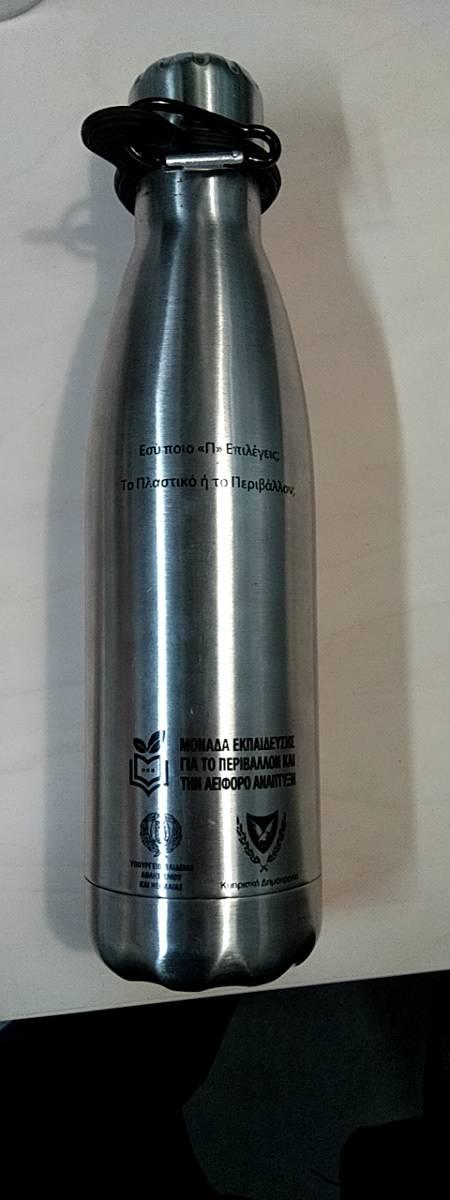 Εσύ ποιο «Π» Επιλέγεις;
Το Πλαστικό ή το Περιβάλλον;
ΜΟΝΑΔΑ ΕΚΠΑΙΔΕΥΣΗΣ
ΓΙΑ ΤΟ ΠΕΡΙΒΑΛΛΟΝ ΚΑΙ
ΤΗΝ ΑΕΙΦΟΡΟ ΑΝΑΠΤΥΞΗ
ΥΠΟΥΡΓΕΙΟ ΠΑΙΔΕΙΑΣ
ΑΘΛΗΤΙΣΜΟΥ
ΚΑΙ ΝΕΟΛΑΙΑΣ
Κυπριακή Δημοκρατία